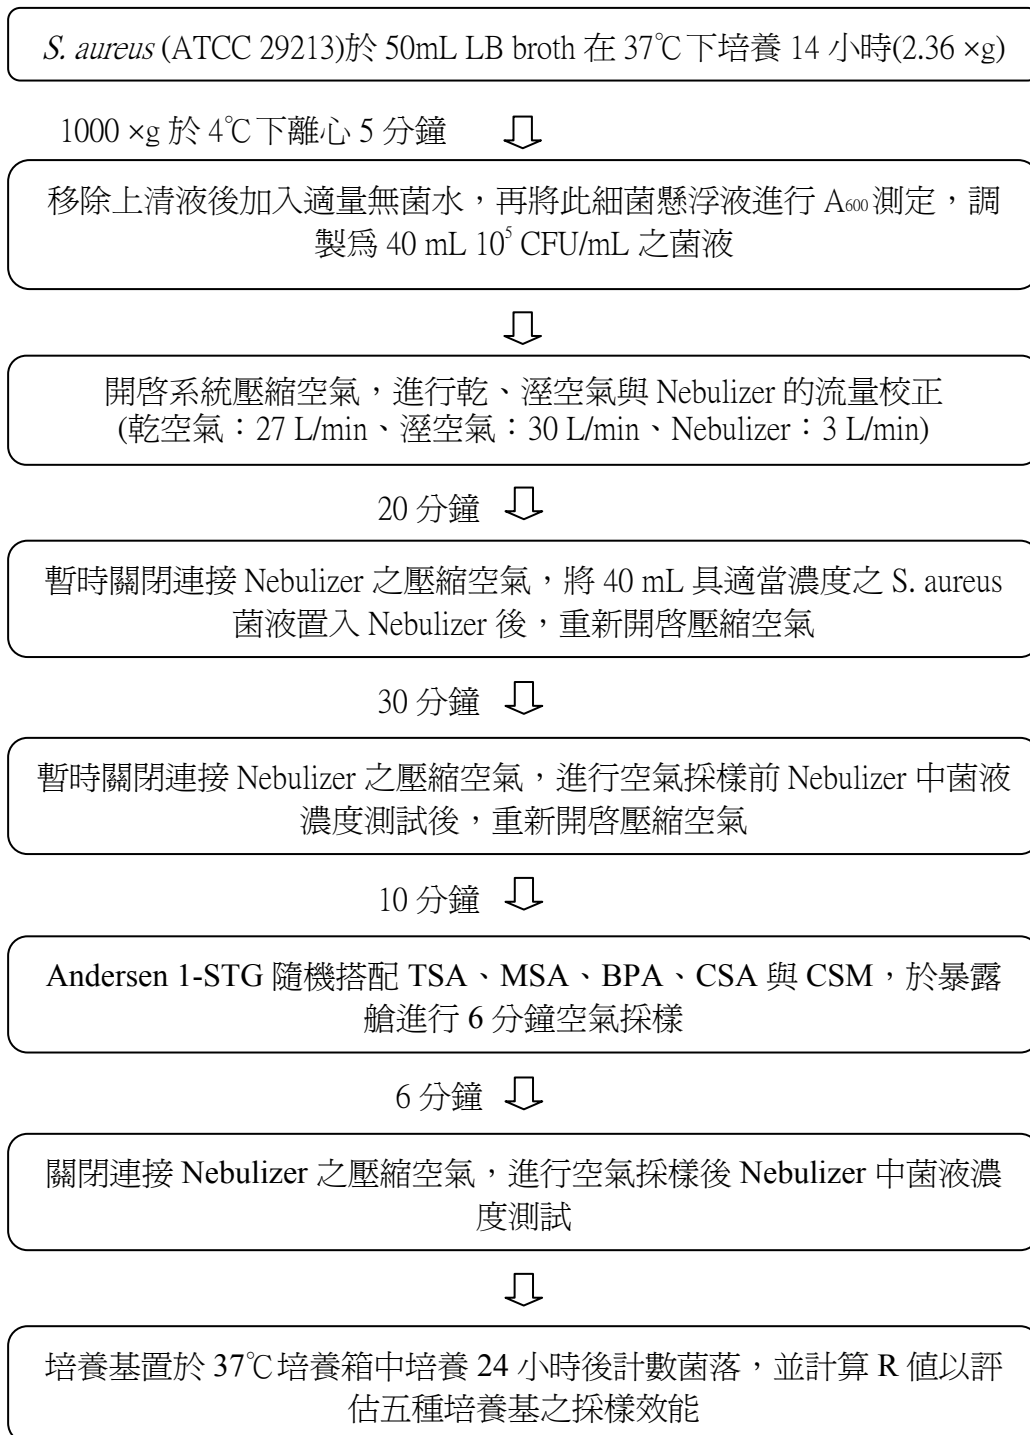 S. aureus (ATCC 29213)於 50mL LB broth 在 37℃下培養 14 小時(2.36 ×g)
1000 ×g 於 4℃下離心 5 分鐘
移除上清液後加入適量無菌水，再將此細菌懸浮液進行 A₆₀₀測定，調
製爲 40 mL 10⁵ CFU/mL 之菌液
開啓系統壓縮空氣，進行乾、溼空氣與 Nebulizer 的流量校正
(乾空氣：27 L/min、溼空氣：30 L/min、Nebulizer：3 L/min)
20 分鐘
暫時關閉連接 Nebulizer 之壓縮空氣，將 40 mL 具適當濃度之 S. aureus
菌液置入 Nebulizer 後，重新開啓壓縮空氣
30 分鐘
暫時關閉連接 Nebulizer 之壓縮空氣，進行空氣採樣前 Nebulizer 中菌液
濃度測試後，重新開啓壓縮空氣
10 分鐘
Andersen 1-STG 隨機搭配 TSA、MSA、BPA、CSA 與 CSM，於暴露
艙進行 6 分鐘空氣採樣
6 分鐘
關閉連接 Nebulizer 之壓縮空氣，進行空氣採樣後 Nebulizer 中菌液濃
度測試
培養基置於 37℃培養箱中培養 24 小時後計數菌落，並計算 R 值以評
估五種培養基之採樣效能